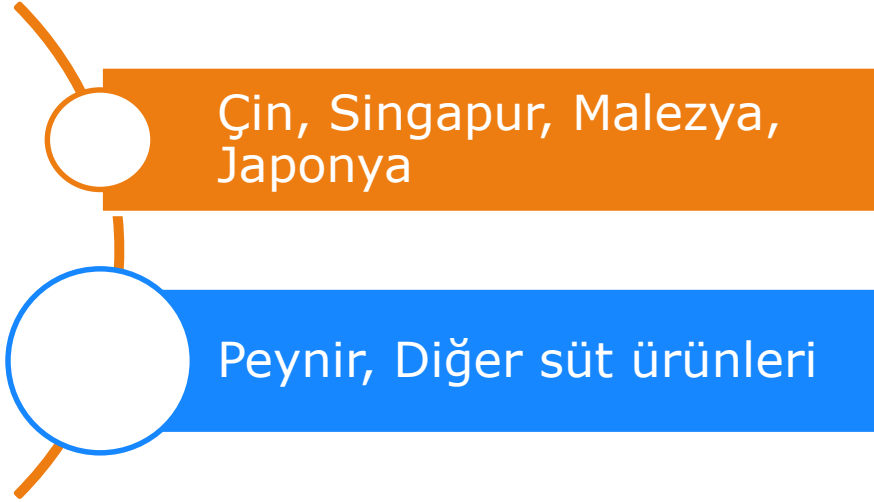 Çin, Singapur, Malezya,
Japonya
Peynir, Diğer süt ürünleri